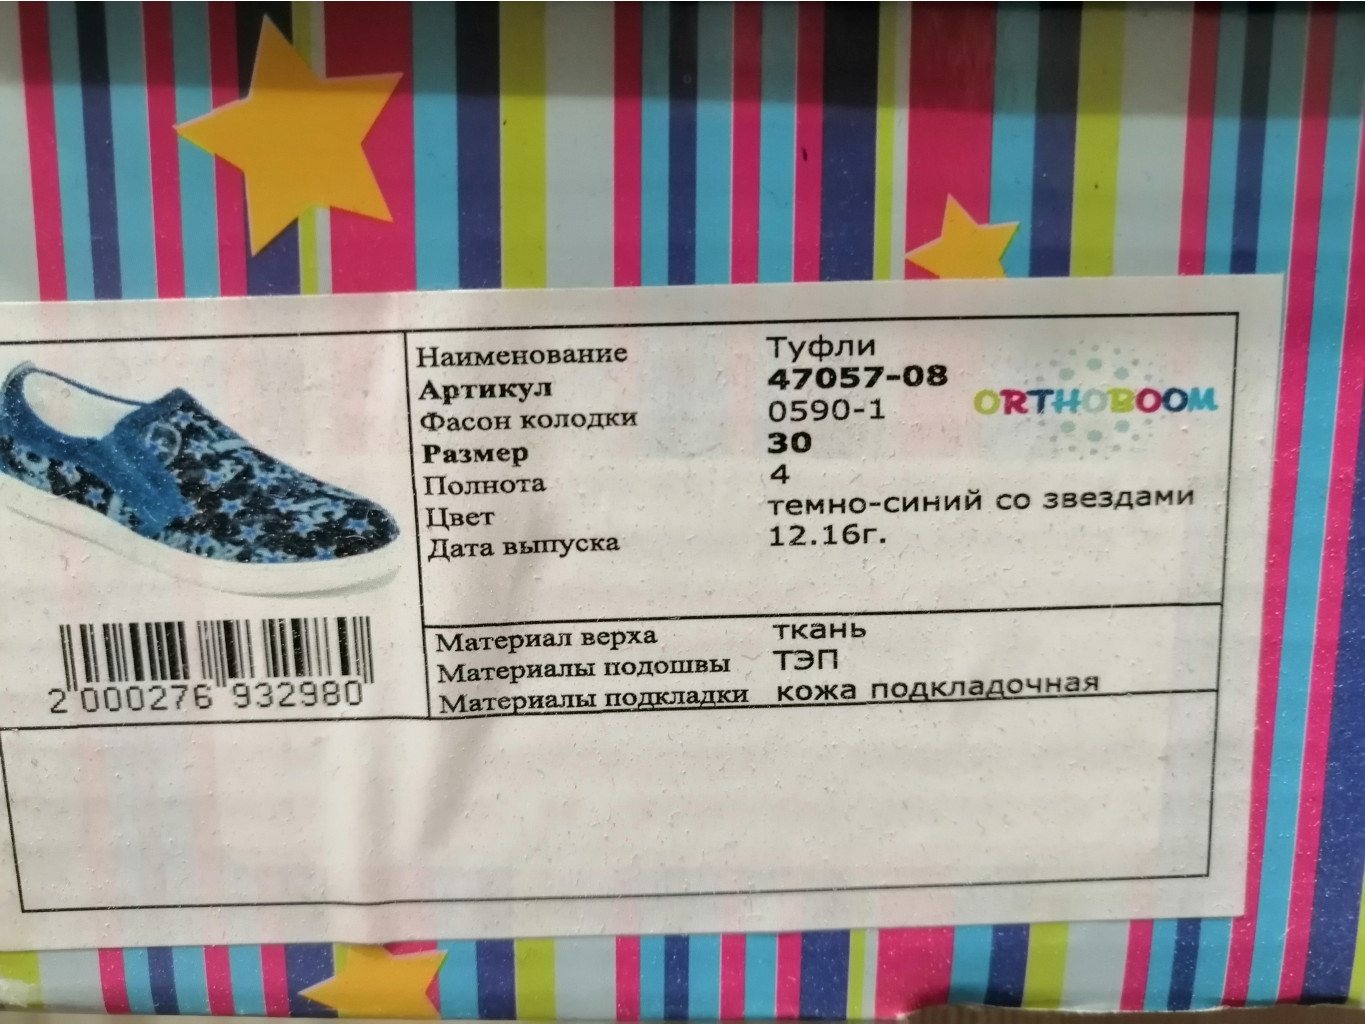 Наименование Туфли
Артикул 47057-08
Фасон колодки 0590-1
Размер 30
Полнота 4
Цвет темно-синий со звездами
Дата выпуска 12.16г.
ORTHOBOOM
Материал верха ткань
Материалы подошвы ТЭП
Материалы подкладки кожа подкладочная
2 000276 932980